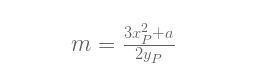 $m = \frac{3x_P^2 + a}{2y_P}$